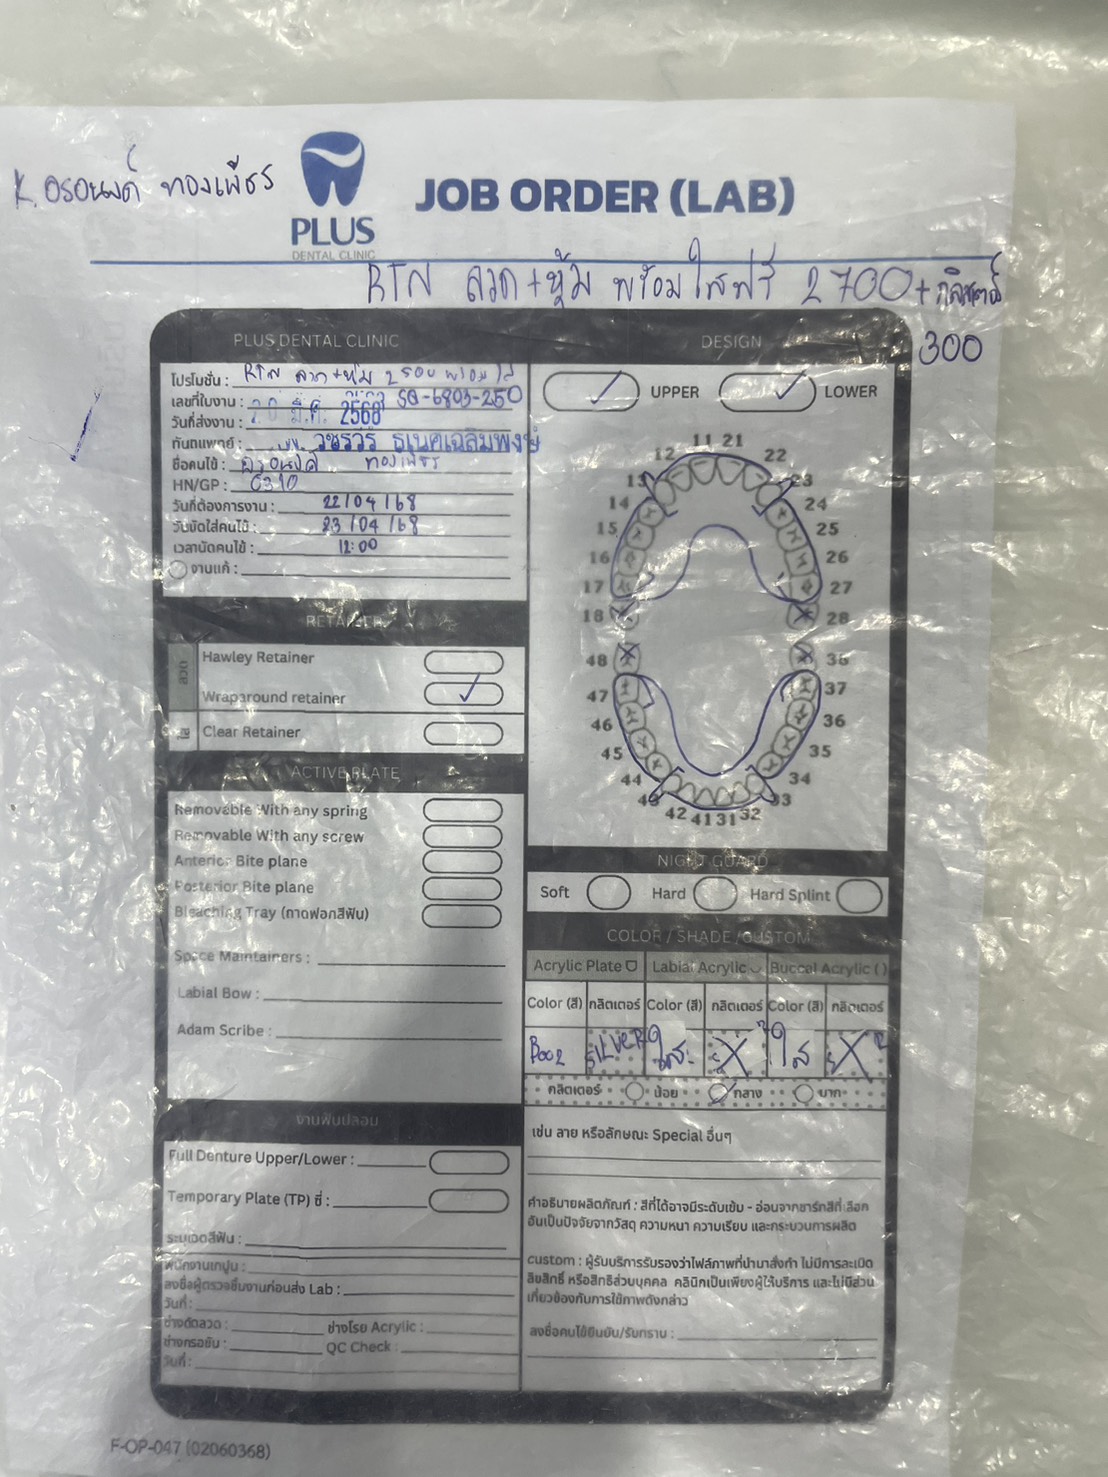 K. อรอนงค์ ทองเพ็ชร
PLUS
DENTAL CLINIC
JOB ORDER (LAB)
RTN ลวด+หุ้ม พร้อมใสฟรี 2700+กลิตเตอร์
300
PLUS DENTAL CLINIC
โปรโมชั่น : RTN ลวด+หุ้ม
เลขที่ใบงาน : SQ-6803-250
วันที่ส่งงาน : 20 มี.ค. 2568
ทันตแพทย์ : วชรวีร์ ธเนศเฉลิมพงษ์
ชื่อคนไข้ : อรอนงค์ ทองเพ็ชร
HN/GP : 6310
วันที่ต้องการงาน : 22/04/68
วันนัดใส่คนไข้ : 23/04/68
เวลานัดคนไข้ : 12:00
งานแก้ :
RETAINER
ลวด
Hawley Retainer
Wraparound retainer
ใส
Clear Retainer
ACTIVE PLATE
Removable With any spring
Removable With any screw
Anterior Bite plane
Posterior Bite plane
Bleaching Tray (ถาดฟอกสีฟัน)
Space Maintainers :
Labial Bow :
Adam Scribe :
งานฟันปลอม
Full Denture Upper/Lower :
Temporary Plate (TP) ซี่ :
ระบุเฉดสีฟัน :
พนักงานเทปูน :
ลงชื่อผู้ตรวจชิ้นงานก่อนส่ง Lab :
วันที่ :
ช่างดัดลวด : ช่างโรย Acrylic :
ช่างกรอขัด : QC Check :
วันที่ :
DESIGN
UPPER LOWER
11 21
12 22
13 23
14 24
15 25
16 26
17 27
18 28
48 38
47 37
46 36
45 35
44 34
43 33
42 41 31 32
NIGHT GUARD
Soft Hard Hard Splint
COLOR / SHADE / CUSTOM
Acrylic Plate Labial Acrylic Buccal Acrylic ( )
Color (สี) กลิตเตอร์ Color (สี) กลิตเตอร์ Color (สี) กลิตเตอร์
B002 SILVER ใส X ใส X
กลิตเตอร์ น้อย กลาง มาก
เช่น ลาย หรือลักษณะ Special อื่นๆ
คำอธิบายผลิตภัณฑ์ : สีที่ได้อาจมีระดับเข้ม - อ่อนจากชาร์ทสีที่เลือก
อันเป็นปัจจัยจากวัสดุ ความหนา ความเรียบ และกระบวนการผลิต
custom : ผู้รับบริการรับรองว่าไฟล์ภาพที่นำมาสั่งทำ ไม่มีการละเมิด
ลิขสิทธิ์ หรือสิทธิส่วนบุคคล คลินิกเป็นเพียงผู้ให้บริการ และไม่มีส่วน
เกี่ยวข้องกับการใช้ภาพดังกล่าว
ลงชื่อคนไข้ยืนยัน/รับทราบ :
F-OP-047 (02060368)